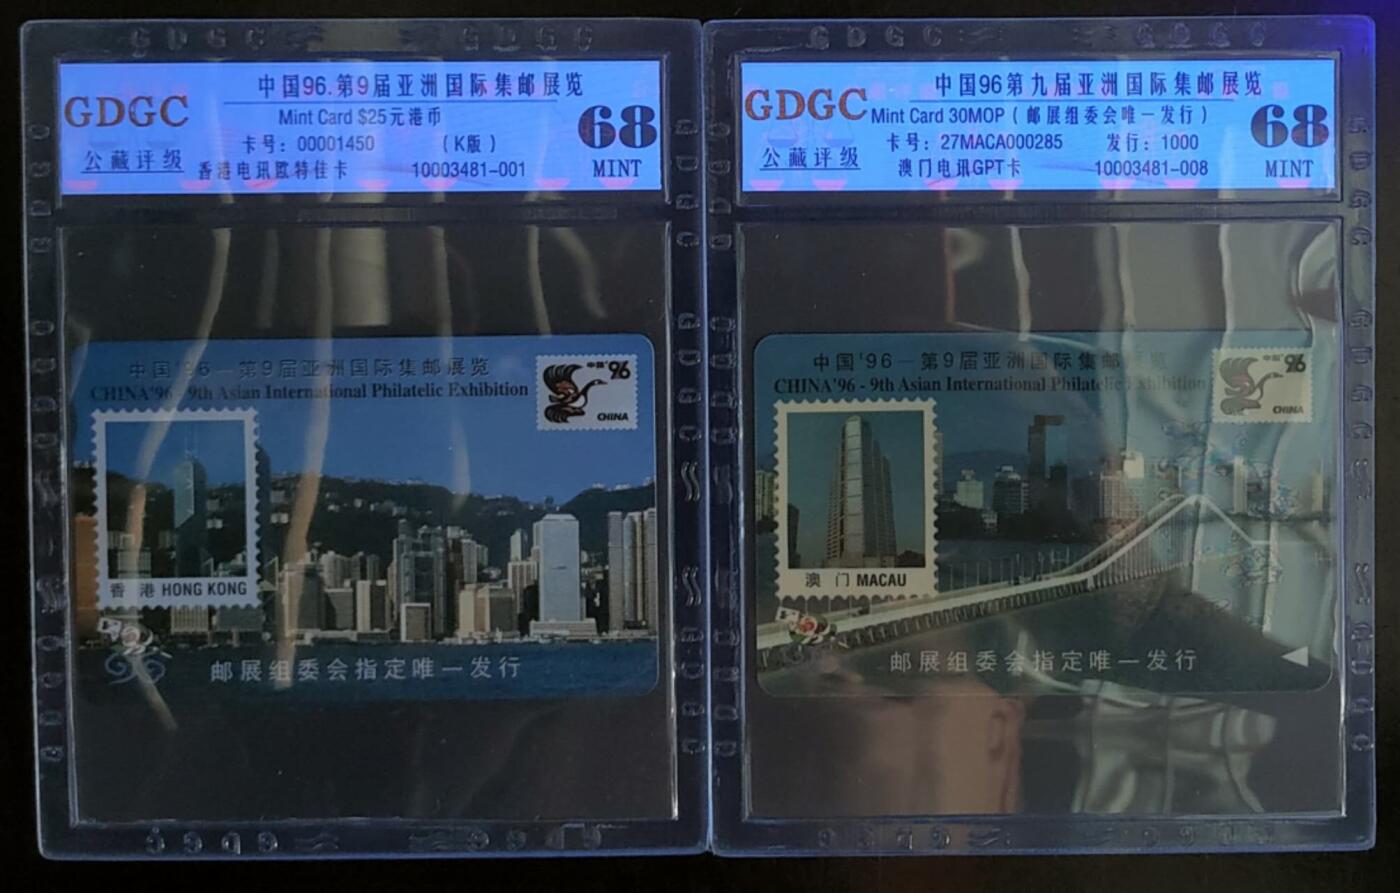 中国96.第9届亚洲国际集邮展览
GDGC
Mint Card $25元港币
68
卡号：00001450 （K版）
公藏评级
香港电讯欧特佳卡 10003481-001
MINT
中国'96－第9届亚洲国际集邮展览
CHINA'96 - 9th Asian International Philatelic Exhibition
中国'96
CHINA
香 港 HONG KONG
邮展组委会指定唯一发行
中国96第九届亚洲国际集邮展览
GDGC
Mint Card 30MOP（邮展组委会唯一发行）
68
卡号：27MACA000285 发行：1000
公藏评级
澳门电讯GPT卡 10003481-008
MINT
中国'96－第9届亚洲国际集邮展览
CHINA'96 - 9th Asian International Philatelic Exhibition
中国'96
CHINA
澳 门 MACAU
邮展组委会指定唯一发行